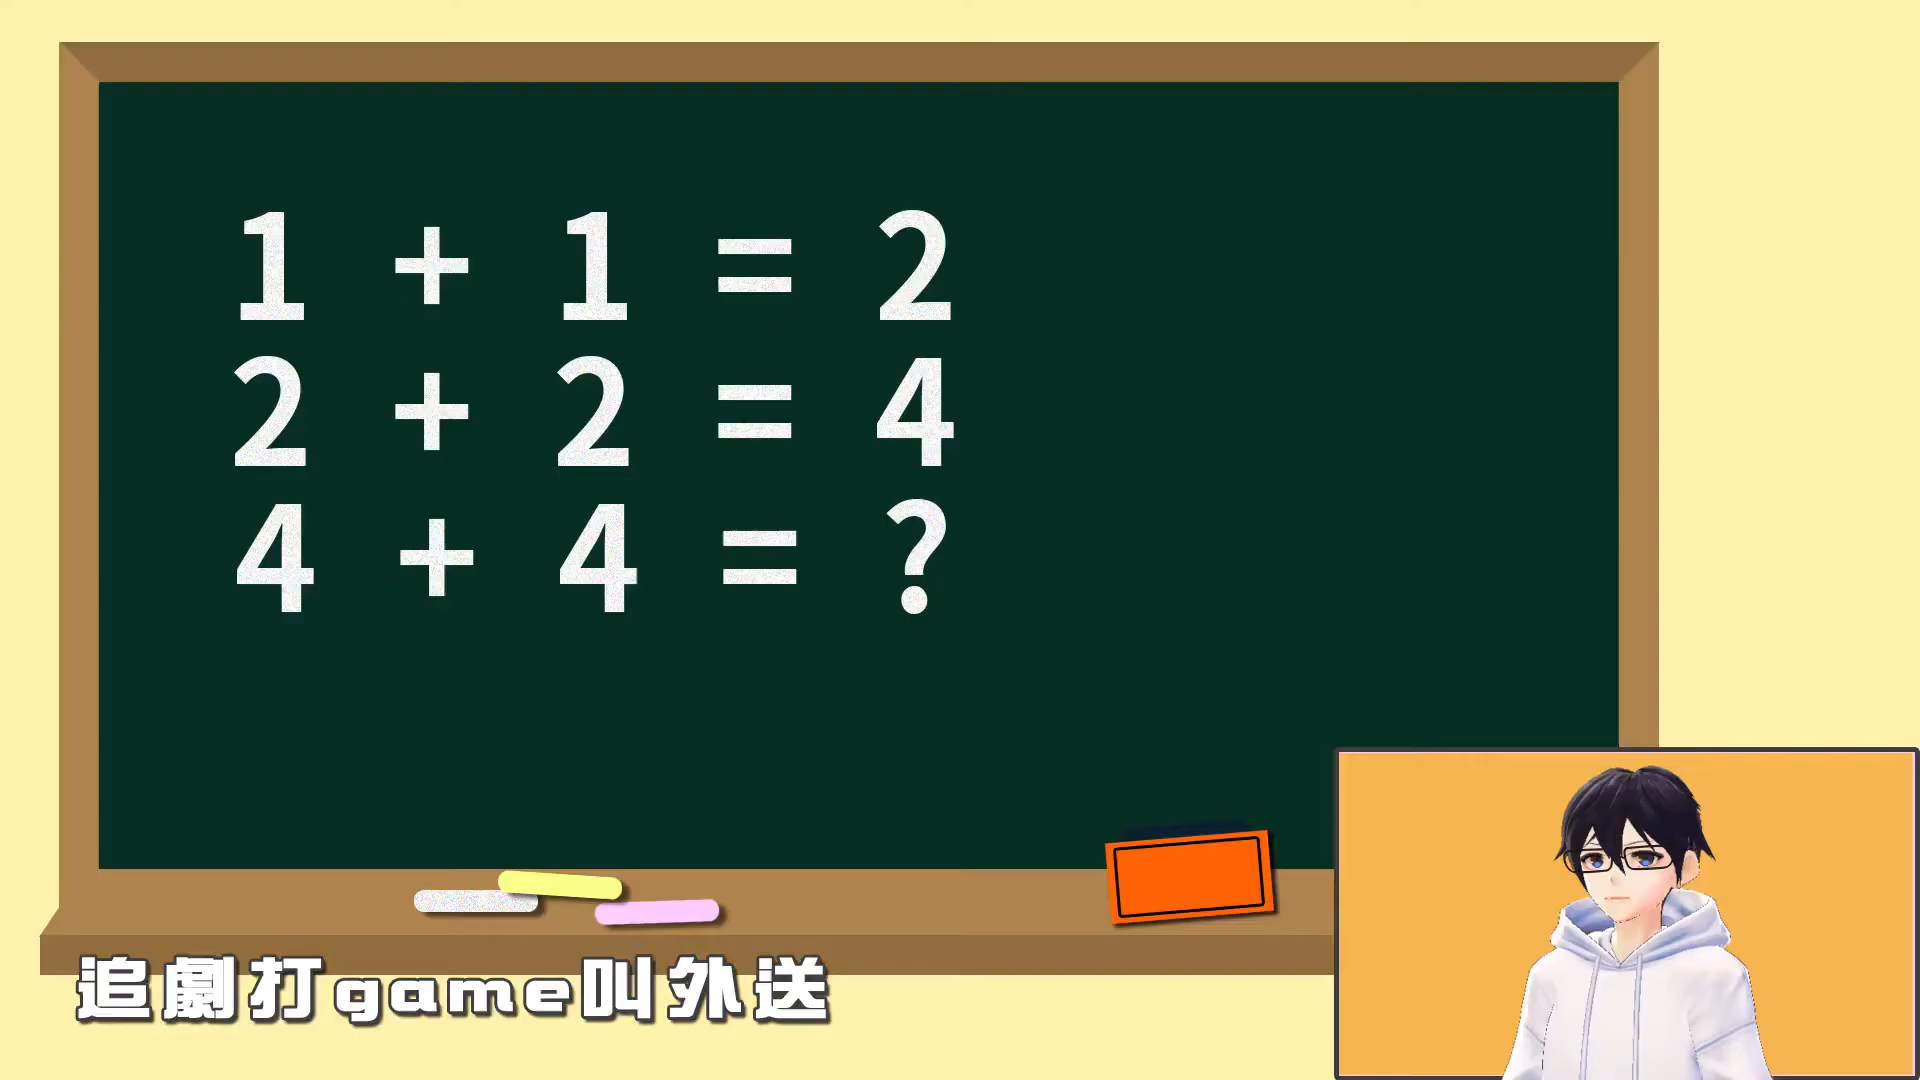 1 + 1 = 2
2 + 2 = 4
4 + 4 = ?
追劇打game叫外送